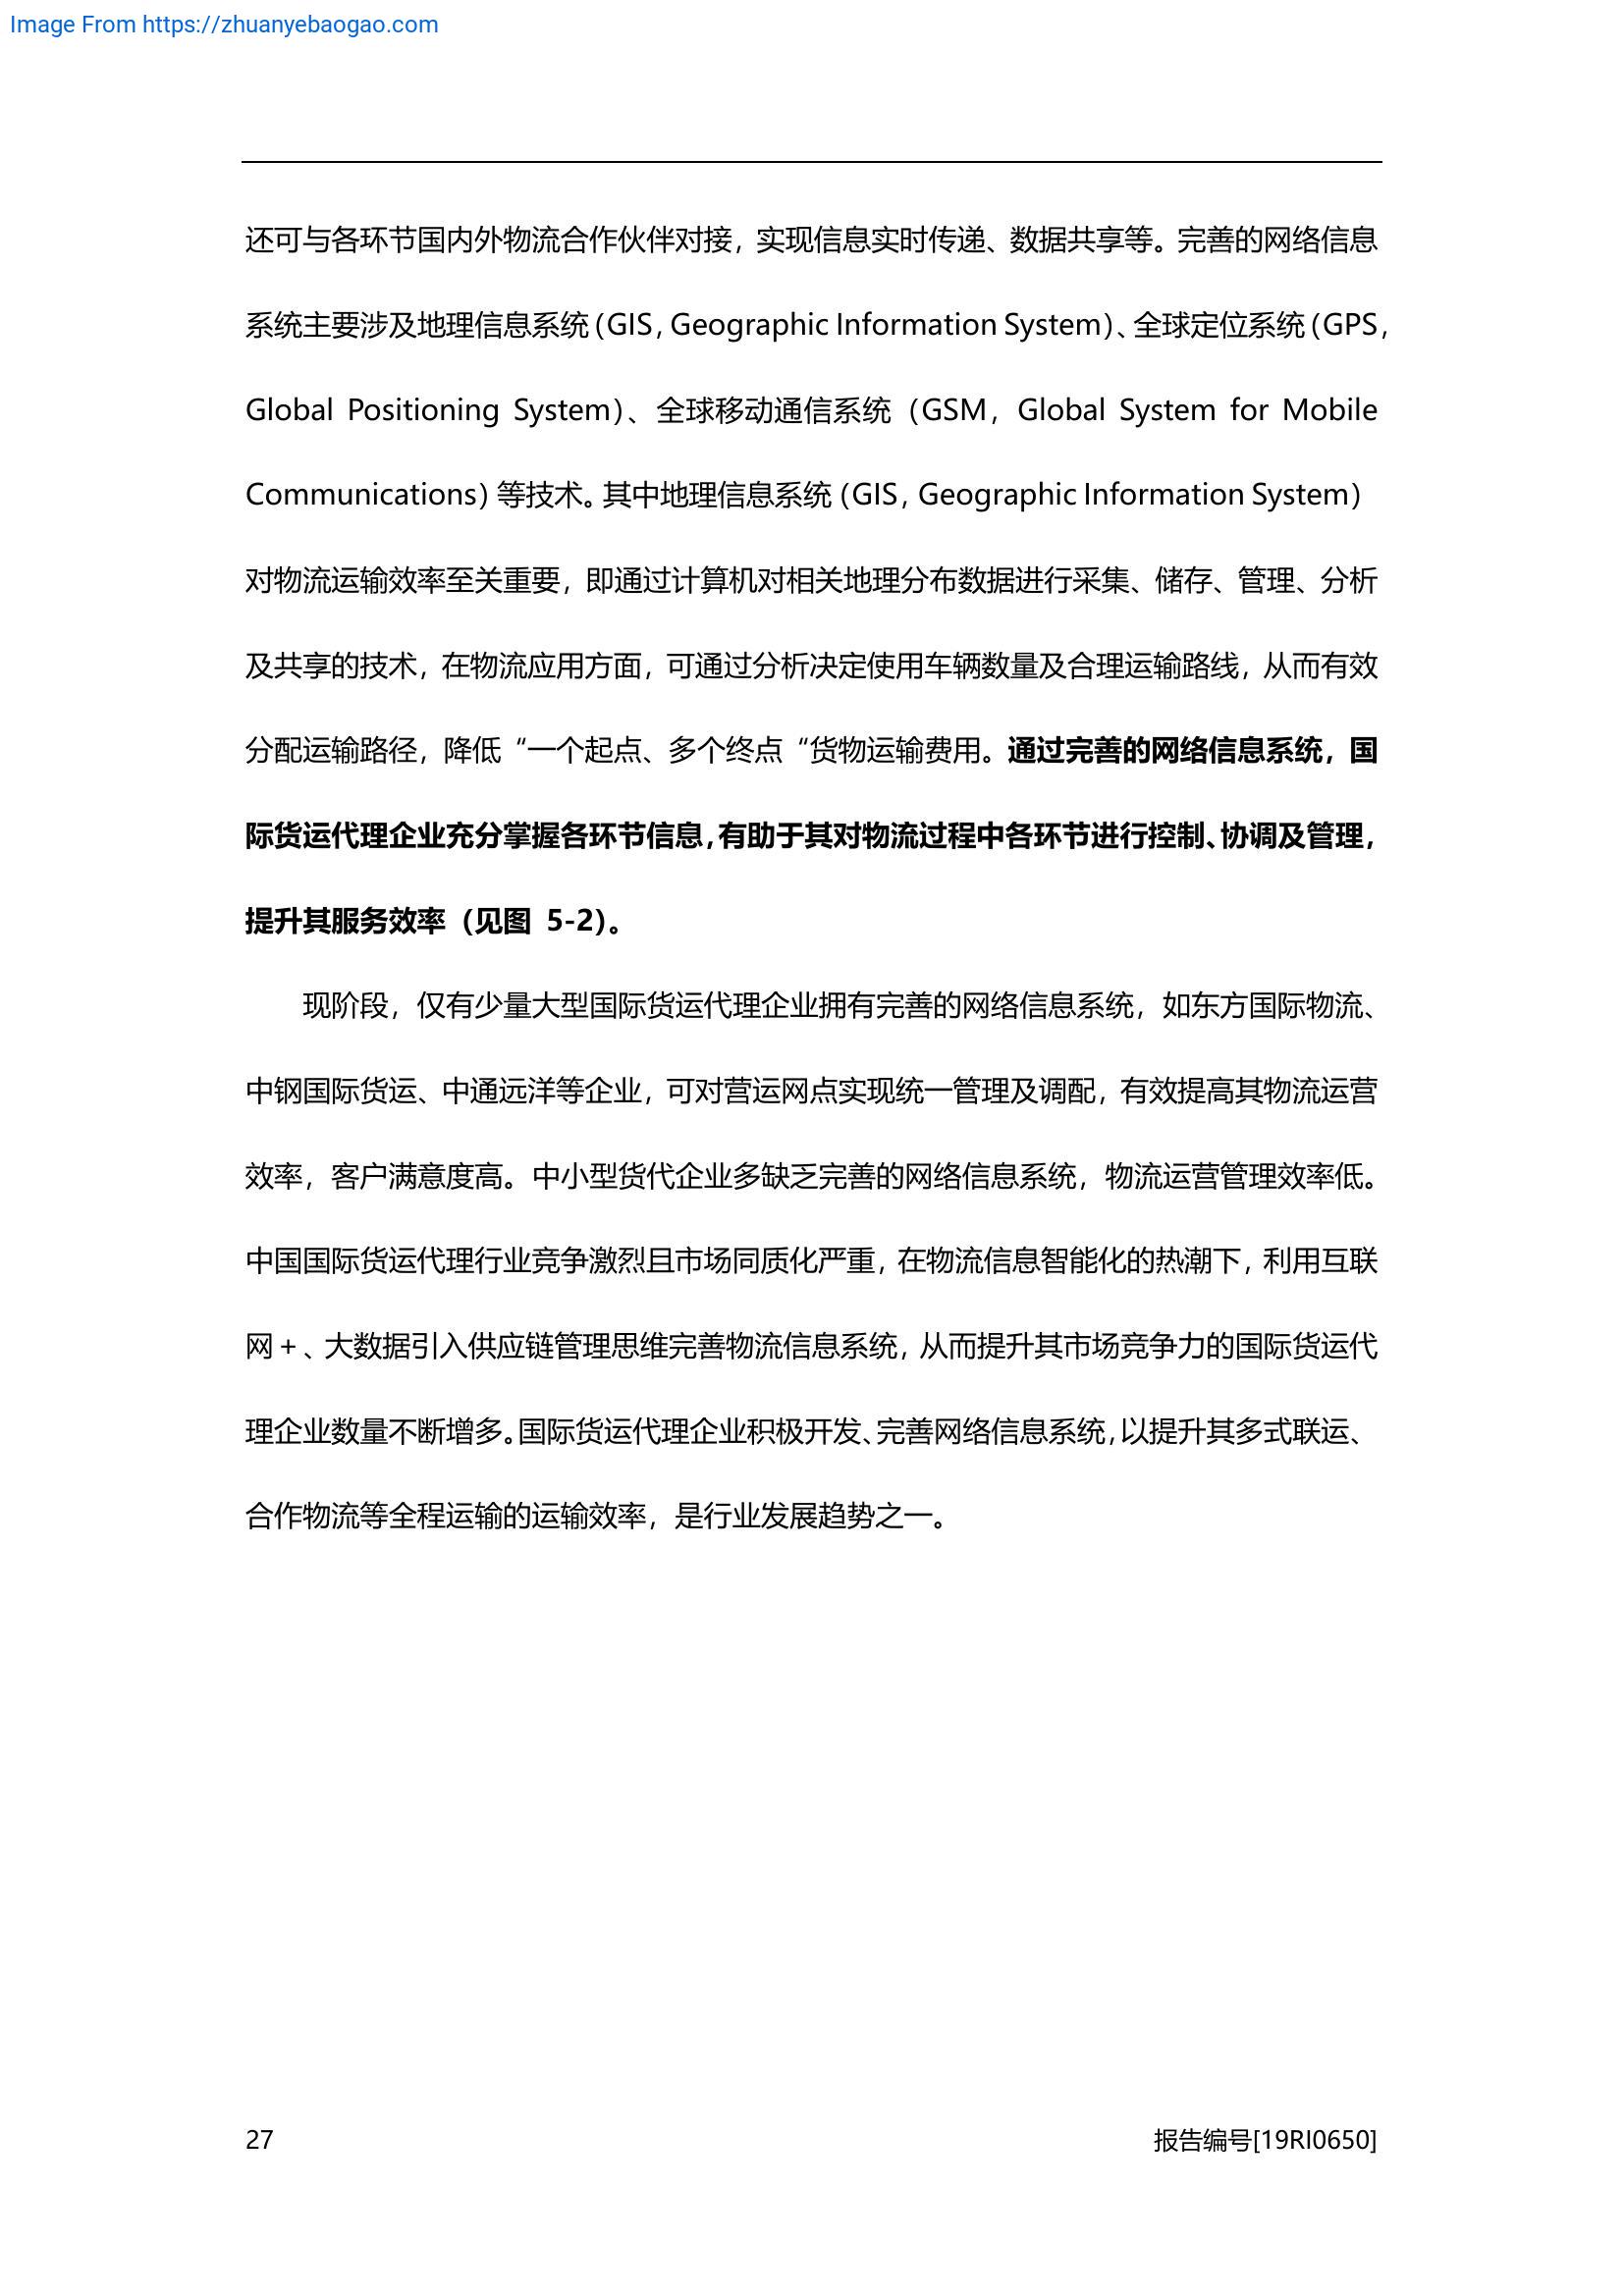 Image From https://zhuanyebaogao.com
还可与各环节国内外物流合作伙伴对接，实现信息实时传递、数据共享等。完善的网络信息
系统主要涉及地理信息系统（GIS，Geographic Information System）、全球定位系统（GPS，
Global Positioning System）、全球移动通信系统（GSM，Global System for Mobile
Communications）等技术。其中地理信息系统（GIS，Geographic Information System）
对物流运输效率至关重要，即通过计算机对相关地理分布数据进行采集、储存、管理、分析
及共享的技术，在物流应用方面，可通过分析决定使用车辆数量及合理运输路线，从而有效
分配运输路径，降低“一个起点、多个终点“货物运输费用。通过完善的网络信息系统，国
际货运代理企业充分掌握各环节信息，有助于其对物流过程中各环节进行控制、协调及管理，
提升其服务效率（见图 5-2）。
现阶段，仅有少量大型国际货运代理企业拥有完善的网络信息系统，如东方国际物流、
中钢国际货运、中通远洋等企业，可对营运网点实现统一管理及调配，有效提高其物流运营
效率，客户满意度高。中小型货代企业多缺乏完善的网络信息系统，物流运营管理效率低。
中国国际货运代理行业竞争激烈且市场同质化严重，在物流信息智能化的热潮下，利用互联
网+、大数据引入供应链管理思维完善物流信息系统，从而提升其市场竞争力的国际货运代
理企业数量不断增多。国际货运代理企业积极开发、完善网络信息系统，以提升其多式联运、
合作物流等全程运输的运输效率，是行业发展趋势之一。
27 报告编号[19RI0650]